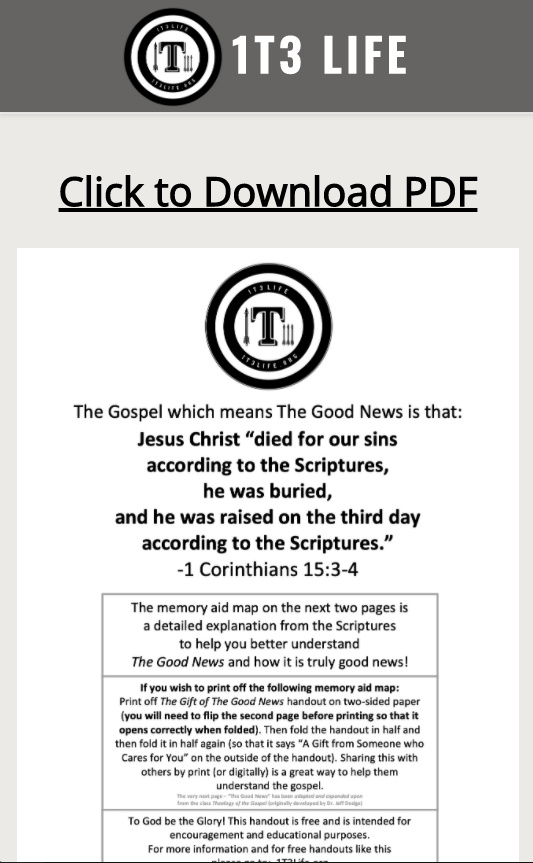 1T3 LIFE
1T3LIFE.ORG
T
1T3 LIFE
Click to Download PDF
1T3 LIFE
T
1T3LIFE.ORG
The Gospel which means The Good News is that:
Jesus Christ “died for our sins
according to the Scriptures,
he was buried,
and he was raised on the third day
according to the Scriptures.”
-1 Corinthians 15:3-4
The memory aid map on the next two pages is
a detailed explanation from the Scriptures
to help you better understand
The Good News and how it is truly good news!
If you wish to print off the following memory aid map:
Print off The Gift of The Good News handout on two-sided paper
(you will need to flip the second page before printing so that it
opens correctly when folded). Then fold the handout in half and
then fold it in half again (so that it says “A Gift from Someone who
Cares for You” on the outside of the handout). Sharing this with
others by print (or digitally) is a great way to help them
understand the gospel.
The very next page - “The Good News” has been adapted and expanded upon
from the class Theology of the Gospel (originally developed by Dr. Jeff Dodge)
To God be the Glory! This handout is free and is intended for
encouragement and educational purposes.
For more information and for free handouts like this
please go to: 1T3Life.org